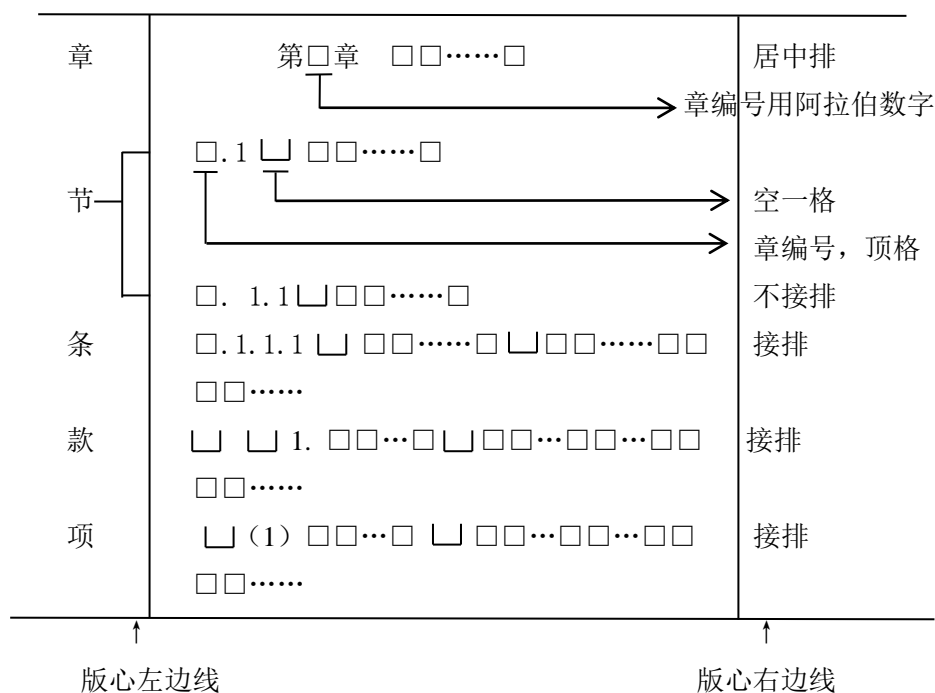 章 第□章 □□……□ 居中排
章编号用阿拉伯数字
□.1 ⌴ □□……□
节 空一格
章编号，顶格
□. 1.1⌴□□……□ 不接排
条 □.1.1.1 ⌴ □□……□ ⌴□□……□□ 接排
□□……
款 ⌴ ⌴ 1. □□…□⌴□□…□□…□□ 接排
□□……
项 ⌴(1) □□…□ ⌴ □□…□□…□□ 接排
□□……
版心左边线 版心右边线